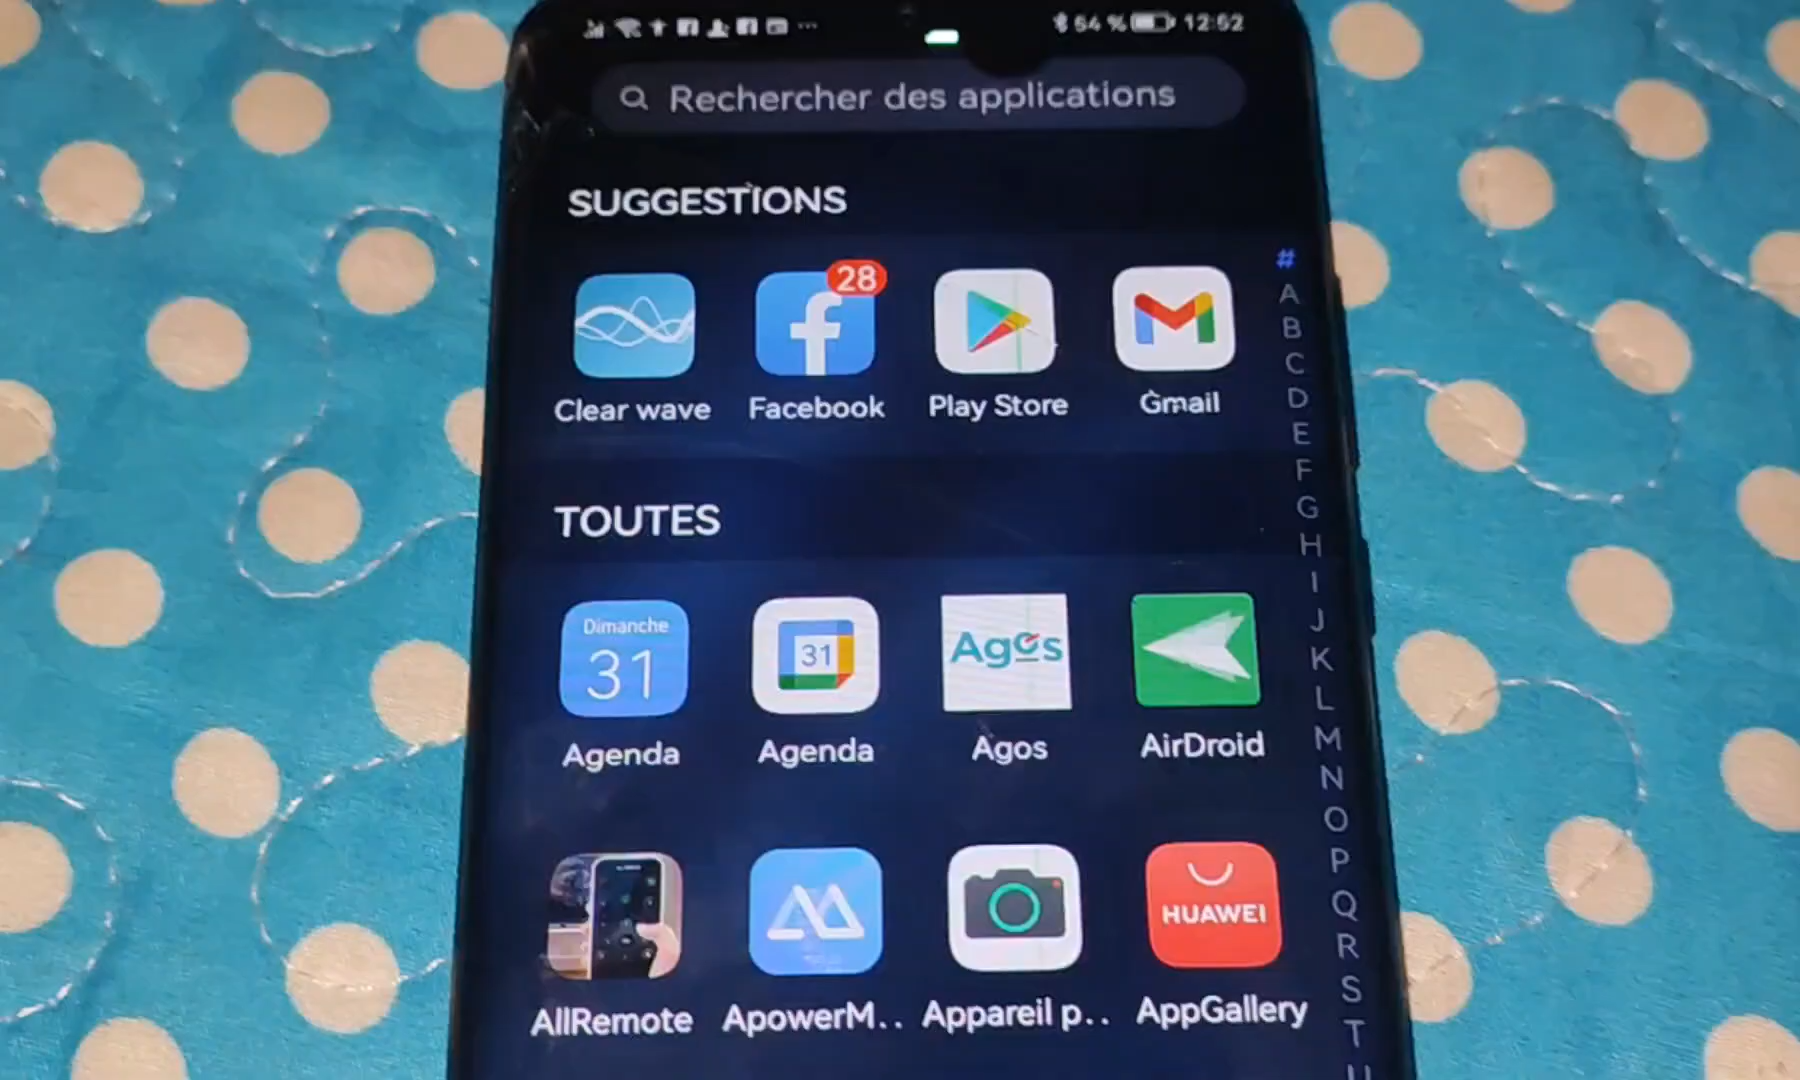 54 % 12:52
Rechercher des applications
SUGGESTIONS
28
Clear wave Facebook Play Store Gmail
TOUTES
Dimanche
31 31 Agos
Agenda Agenda Agos AirDroid
HUAWEI
AllRemote ApowerM.. Appareil p.. AppGallery
#
A
B
C
D
E
F
G
H
I
J
K
L
M
N
O
P
Q
R
S
T
U